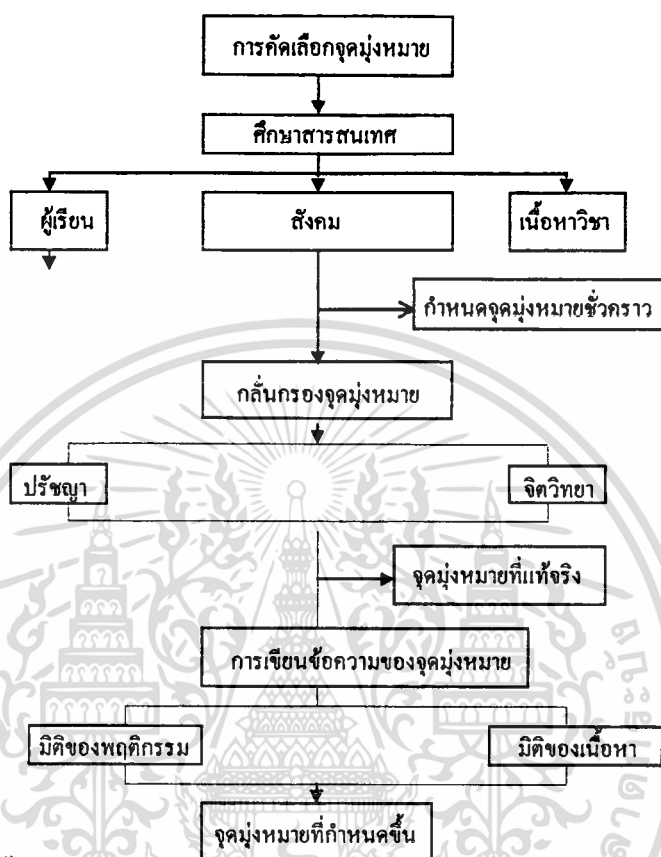 การคัดเลือกจุดมุ่งหมาย
ศึกษาสารสนเทศ
ผู้เรียน
สังคม
เนื้อหาวิชา
กำหนดจุดมุ่งหมายชั่วคราว
กลั่นกรองจุดมุ่งหมาย
ปรัชญา
จิตวิทยา
จุดมุ่งหมายที่แท้จริง
การเขียนข้อความของจุดมุ่งหมาย
มิติของพฤติกรรม
มิติของเนื้อหา
จุดมุ่งหมายที่กำหนดขึ้น